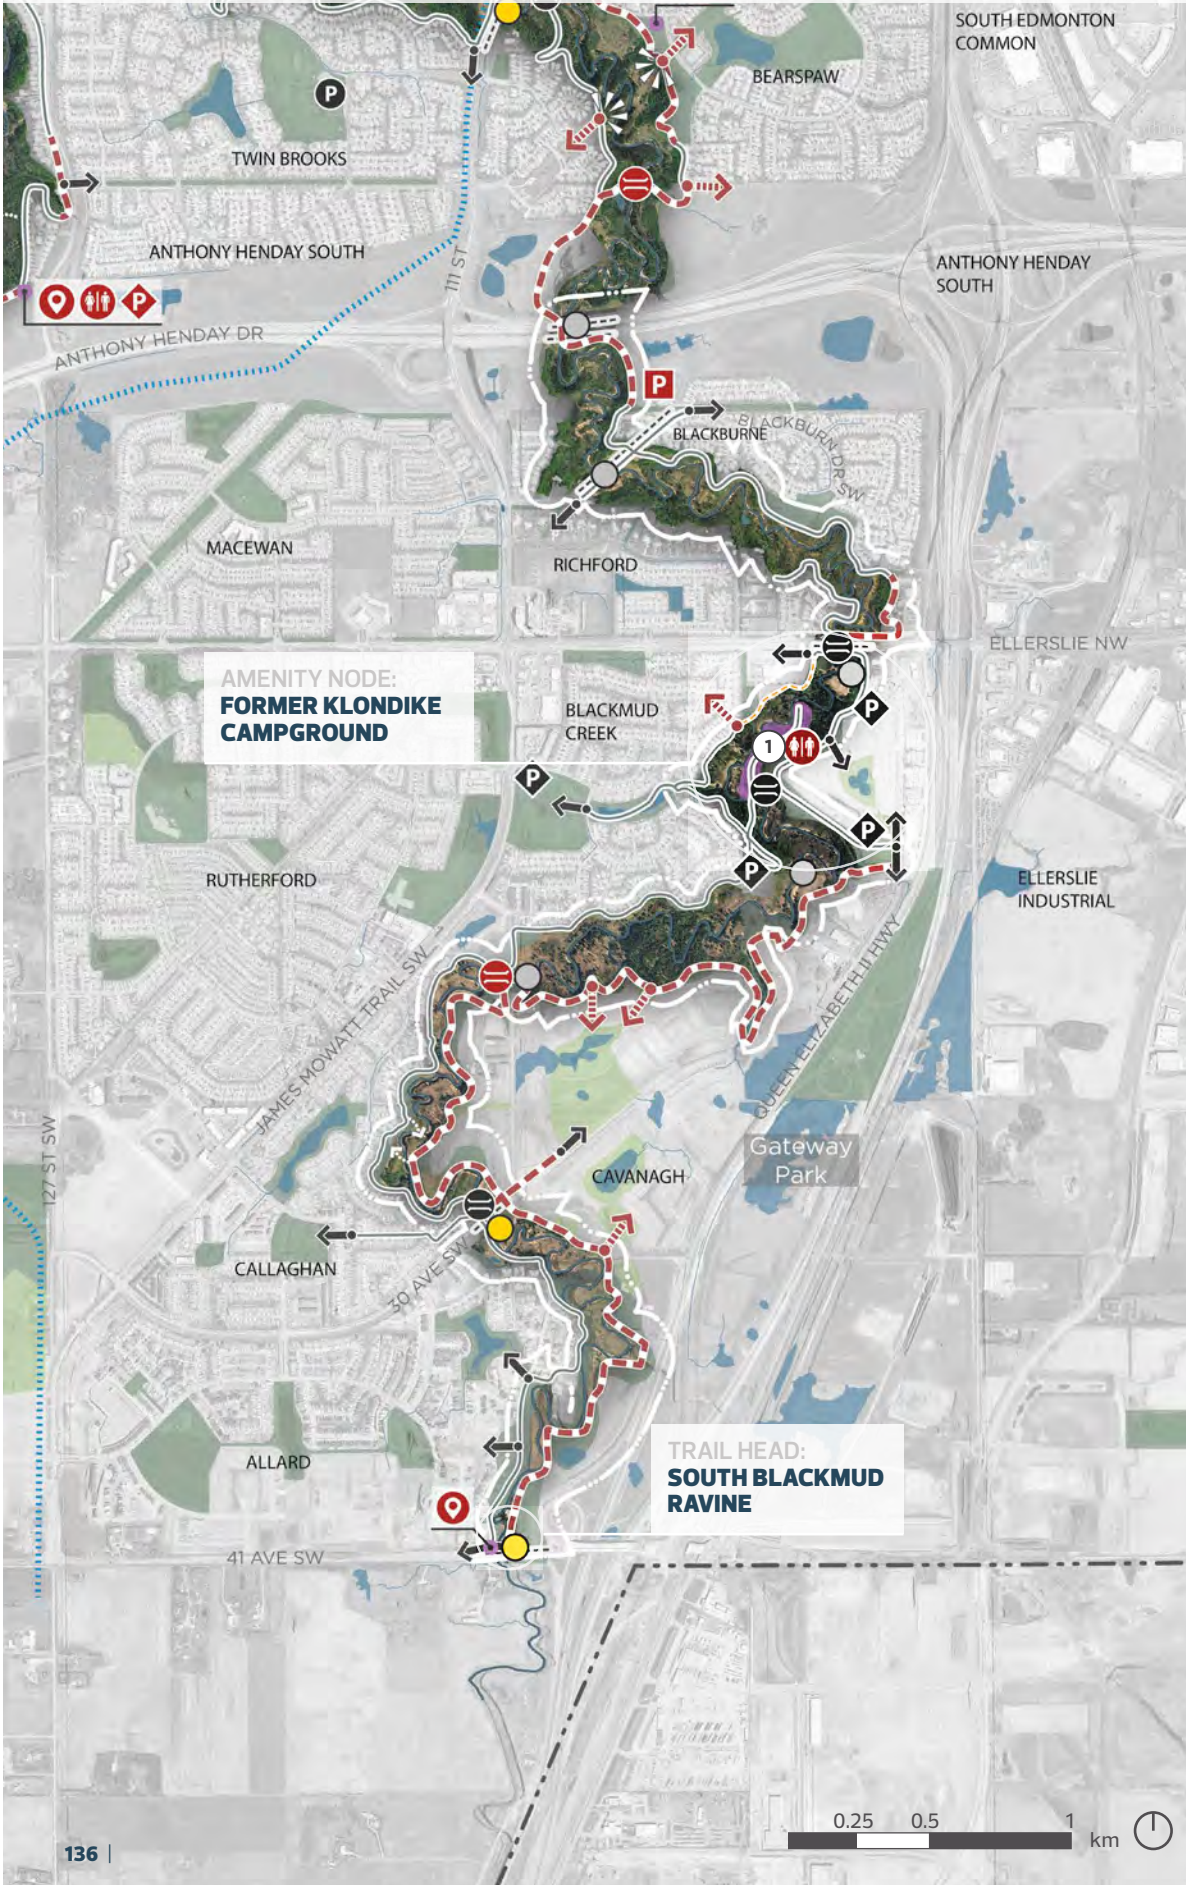 SOUTH EDMONTON
COMMON
BEARSPAW
P
TWIN BROOKS
ANTHONY HENDAY SOUTH
111 ST
ANTHONY HENDAY
SOUTH
P
ANTHONY HENDAY DR
P
BLACKBURNE
BLACKBURN DR SW
MACEWAN
RICHFORD
ELLERSLIE NW
AMENITY NODE:
FORMER KLONDIKE
CAMPGROUND
BLACKMUD
CREEK
P
1
P
P
P
RUTHERFORD
ELLERSLIE
INDUSTRIAL
JAMES MOWATT TRAIL SW
QUEEN ELIZABETH II HWY
127 ST SW
Gateway
Park
CAVANAGH
CALLAGHAN
30 AVE SW
ALLARD
TRAIL HEAD:
SOUTH BLACKMUD
RAVINE
41 AVE SW
0.25 0.5 1
km
136 |